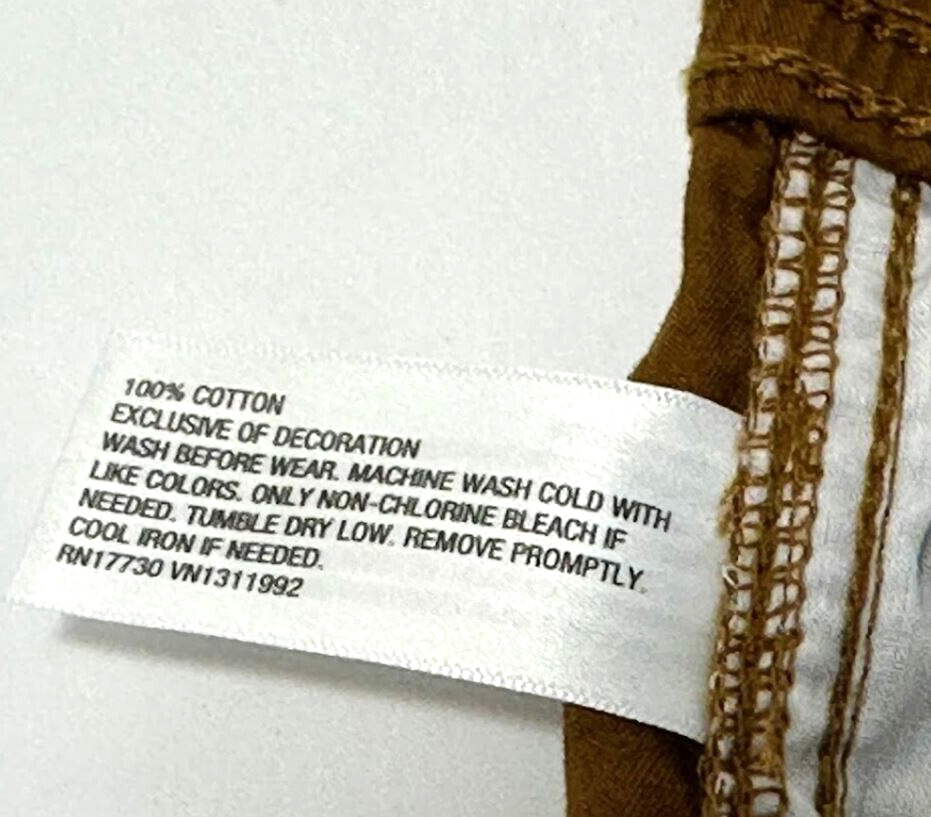 100% COTTON
EXCLUSIVE OF DECORATION
WASH BEFORE WEAR. MACHINE WASH COLD WITH
LIKE COLORS. ONLY NON-CHLORINE BLEACH IF
NEEDED. TUMBLE DRY LOW. REMOVE PROMPTLY.
COOL IRON IF NEEDED.
RN17730 VN1311992